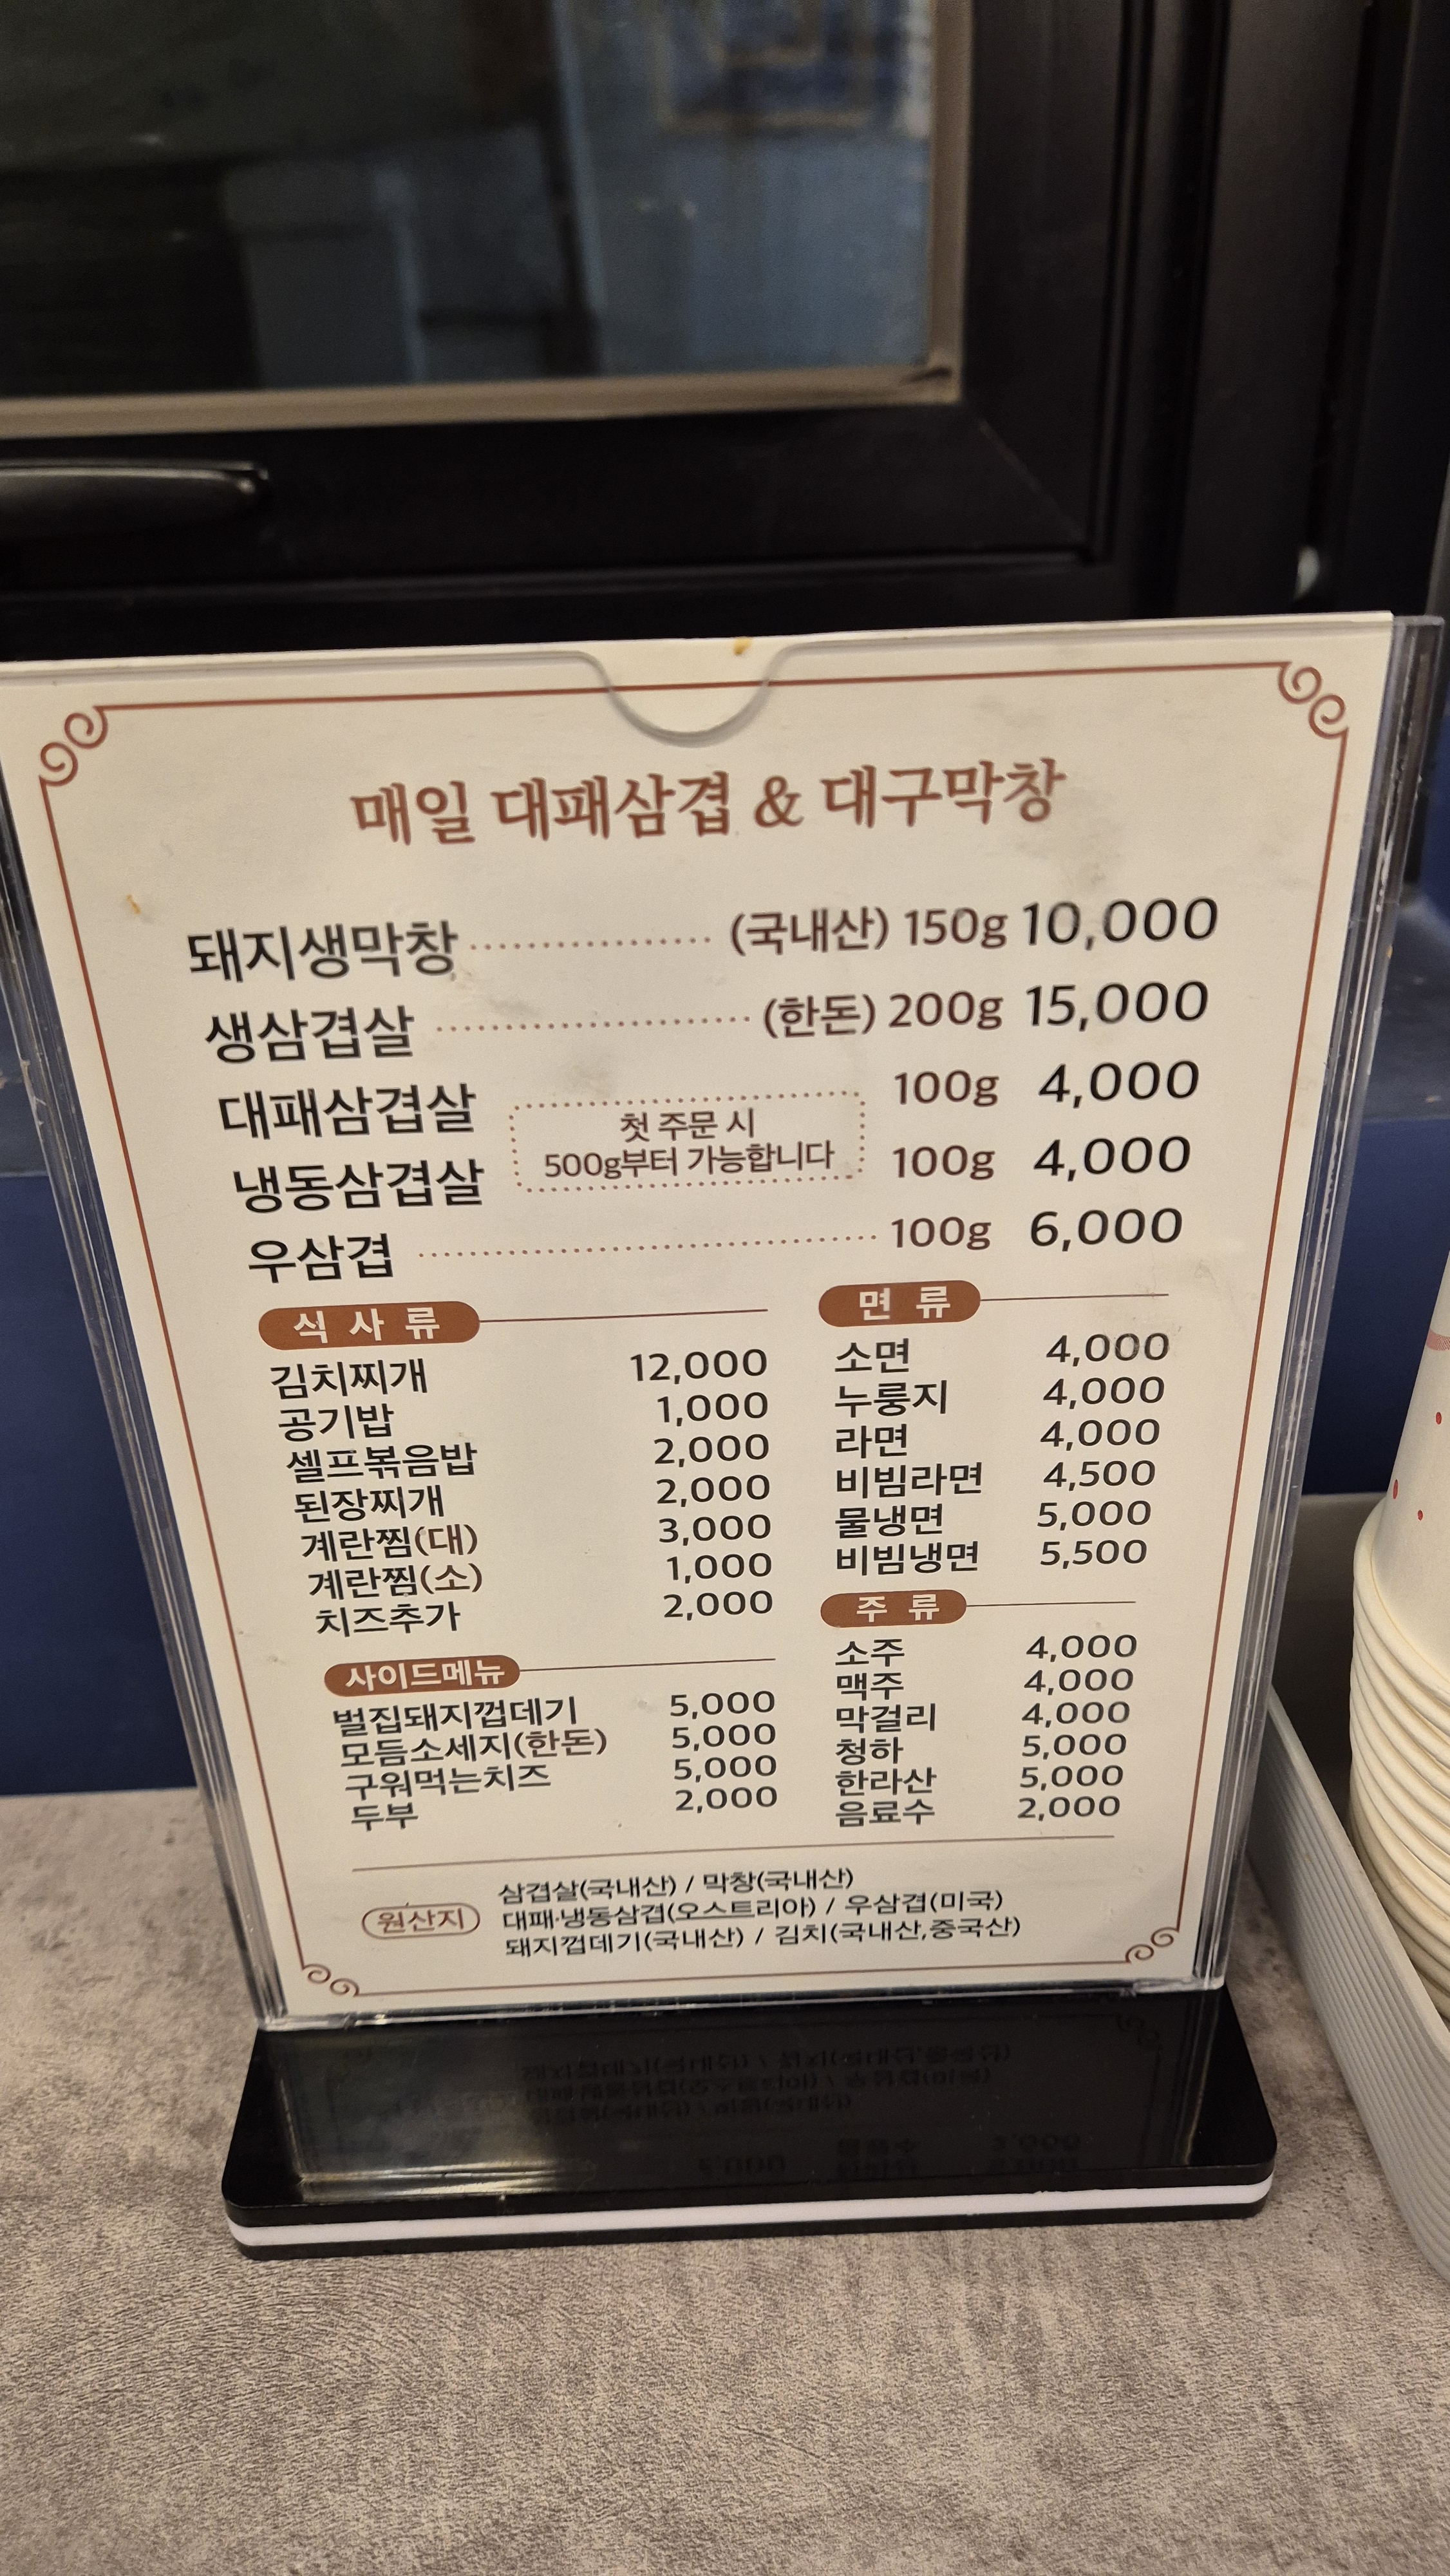 매일 대패삼겹 & 대구막창
돼지생막창 (국내산) 150g 10,000
생삼겹살 (한돈) 200g 15,000
대패삼겹살 100g 4,000
첫 주문 시
500g부터 가능합니다
냉동삼겹살 100g 4,000
우삼겹 100g 6,000
식사류
김치찌개 12,000
공기밥 1,000
셀프볶음밥 2,000
된장찌개 2,000
계란찜(대) 3,000
계란찜(소) 1,000
치즈추가 2,000
사이드메뉴
벌집돼지껍데기 5,000
모듬소세지(한돈) 5,000
구워먹는치즈 5,000
두부 2,000
면류
소면 4,000
누룽지 4,000
라면 4,000
비빔라면 4,500
물냉면 5,000
비빔냉면 5,500
주류
소주 4,000
맥주 4,000
막걸리 4,000
청하 5,000
한라산 5,000
음료수 2,000
원산지
삼겹살(국내산) / 막창(국내산)
대패·냉동삼겹(오스트리아) / 우삼겹(미국)
돼지껍데기(국내산) / 김치(국내산,중국산)